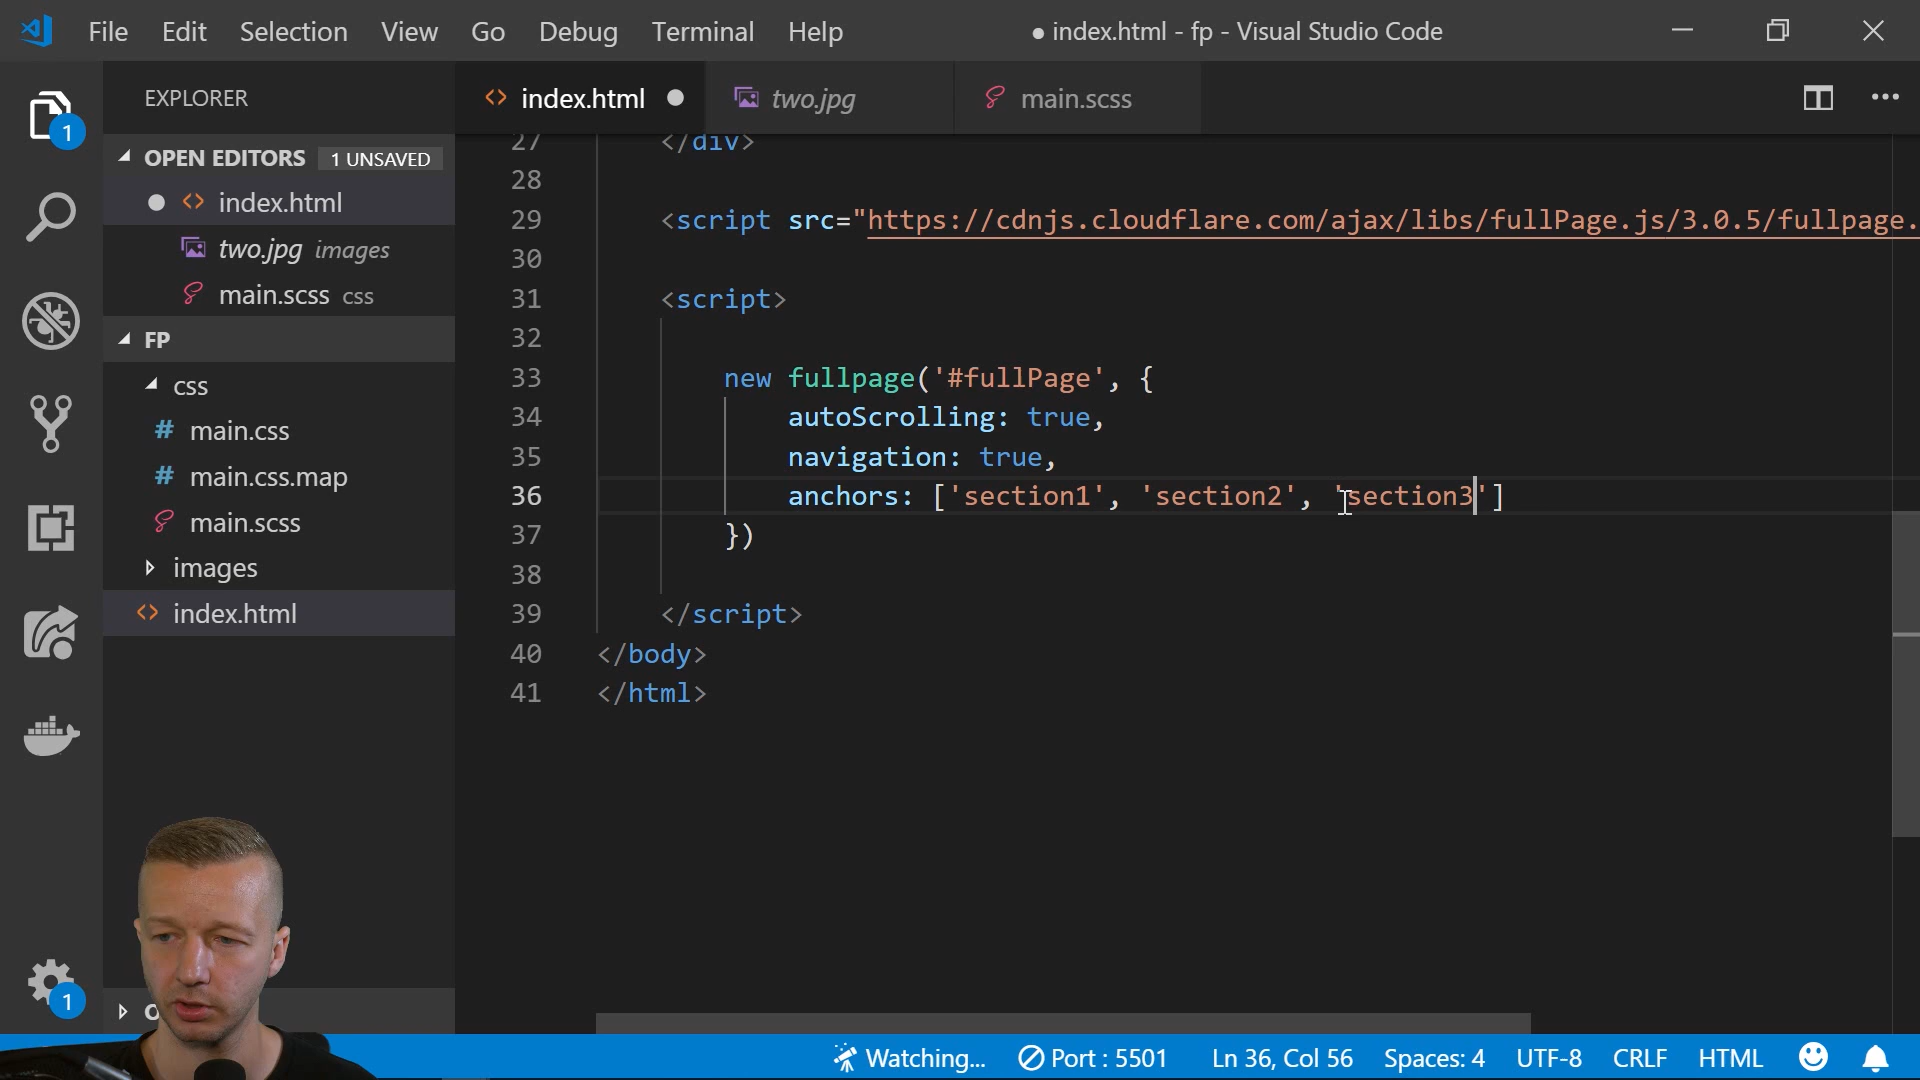 File Edit Selection View Go Debug Terminal Help
● index.html - fp - Visual Studio Code
EXPLORER
index.html
two.jpg
main.scss
1
OPEN EDITORS 1 UNSAVED
index.html
two.jpg images
main.scss css
FP
css
# main.css
# main.css.map
main.scss
images
index.html
27 </div>
28
29 <script src="https://cdnjs.cloudflare.com/ajax/libs/fullPage.js/3.0.5/fullpage.
30
31 <script>
32
33 new fullpage('#fullPage', {
34 autoScrolling: true,
35 navigation: true,
36 anchors: ['section1', 'section2', 'section3']
37 })
38
39 </script>
40 </body>
41 </html>
1
Watching... Port : 5501 Ln 36, Col 56 Spaces: 4 UTF-8 CRLF HTML